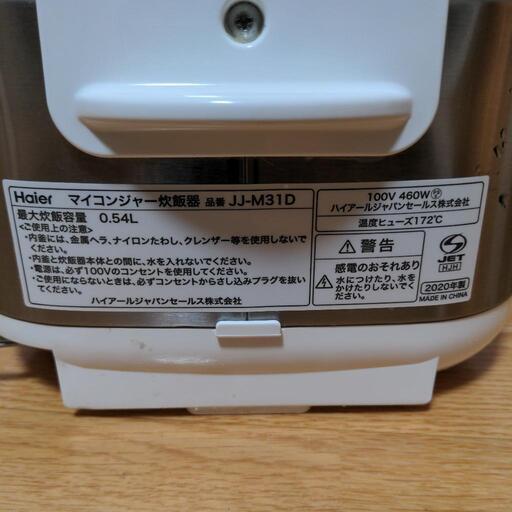 Haier マイコンジャー炊飯器 品番 JJ-M31D
最大炊飯容量 0.54L
<ご使用上の注意>
・内釜には、金属ヘラ、ナイロンたわし、クレンザー等を使用しないで
ください。
・内釜と炊飯器本体との間に、水を入れないでください。
・電源は、必ず100Vのコンセントを使用してください。
・ご使用にならないときは、必ずコンセントからさし込みプラグを抜い
てください。
ハイアールジャパンセールス株式会社
100V 460W
ハイアールジャパンセールス株式会社
温度ヒューズ172℃
警告
感電のおそれあり
水につけたり、水を
かけたりしないで
ください。
JET
HJH
2020年製
MADE IN CHINA